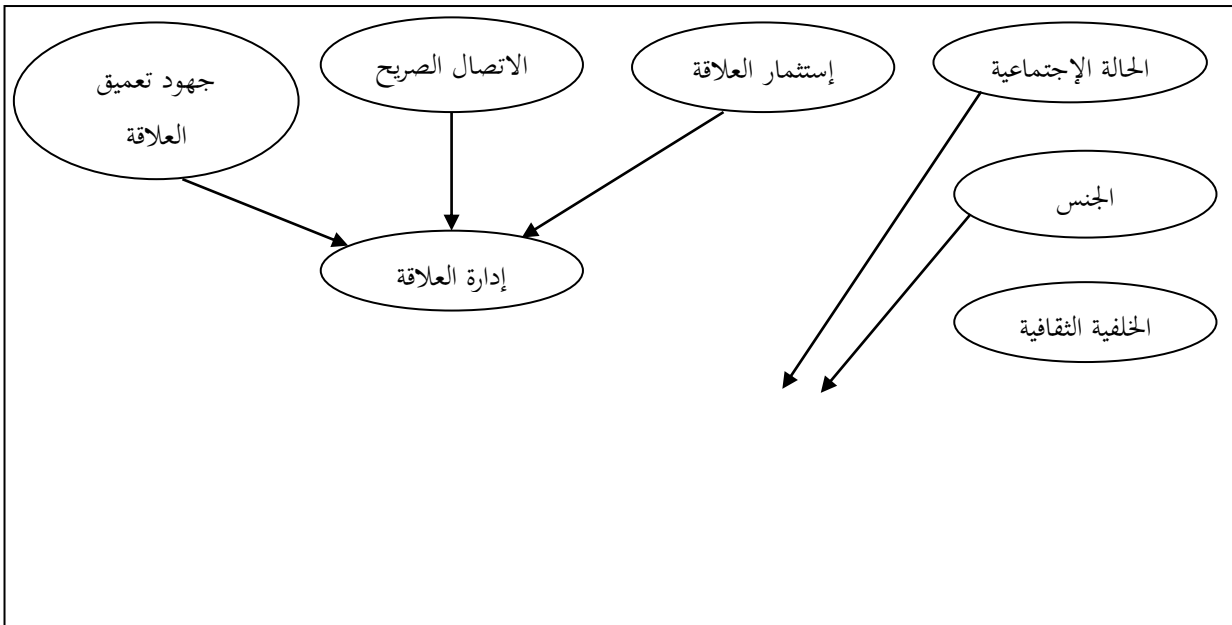 الحالة الإجتماعية
إستثمار العلاقة
الاتصال الصريح
جهود تعميق
العلاقة
الجنس
إدارة العلاقة
الخلفية الثقافية